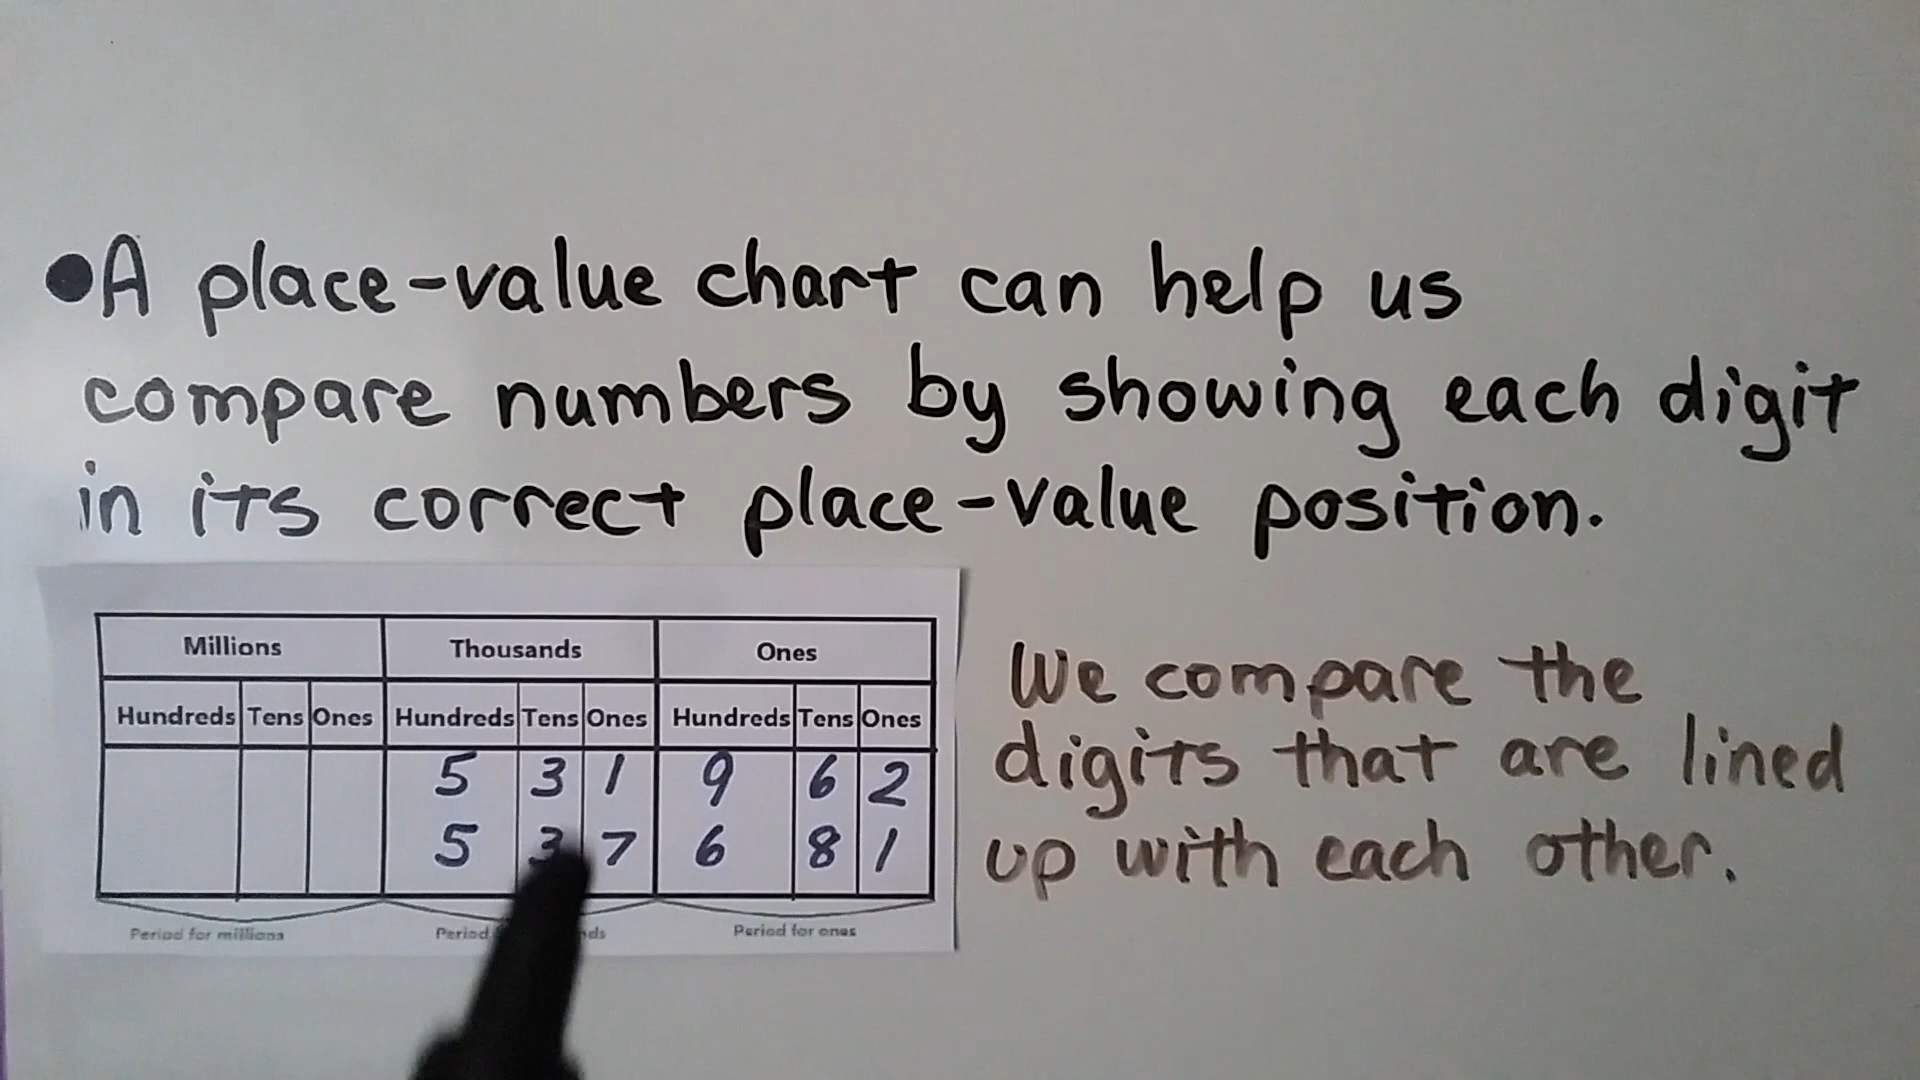 •A place-value chart can help us
compare numbers by showing each digit
in its correct place-value position.
Millions Thousands Ones
Hundreds Tens Ones Hundreds Tens Ones Hundreds Tens Ones
5 3 1 9 6 2
5 3 7 6 8 1
Period for millions Period ds Period for ones
We compare the
digits that are lined
up with each other.